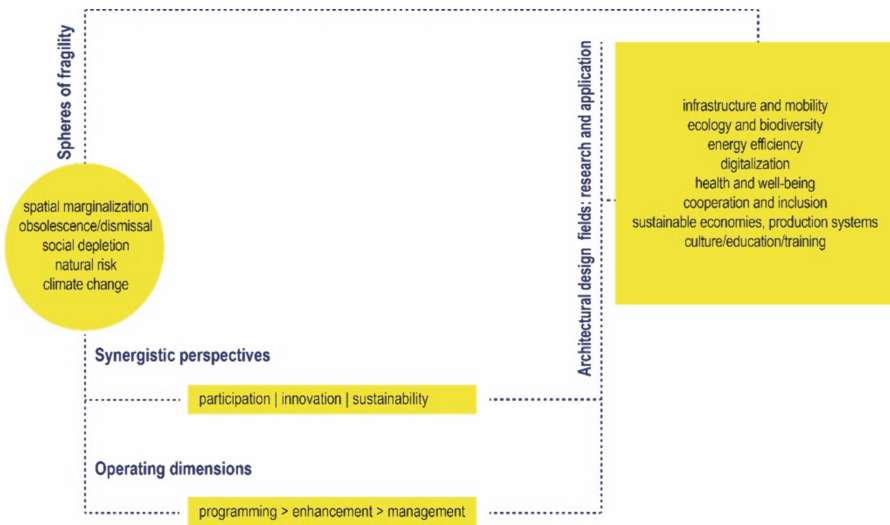 Spheres of fragility
spatial marginalization
obsolescence/dismissal
social depletion
natural risk
climate change
Synergistic perspectives
participation | innovation | sustainability
Operating dimensions
programming > enhancement > management
Architectural design fields: research and application
infrastructure and mobility
ecology and biodiversity
energy efficiency
digitalization
health and well-being
cooperation and inclusion
sustainable economies, production systems
culture/education/training